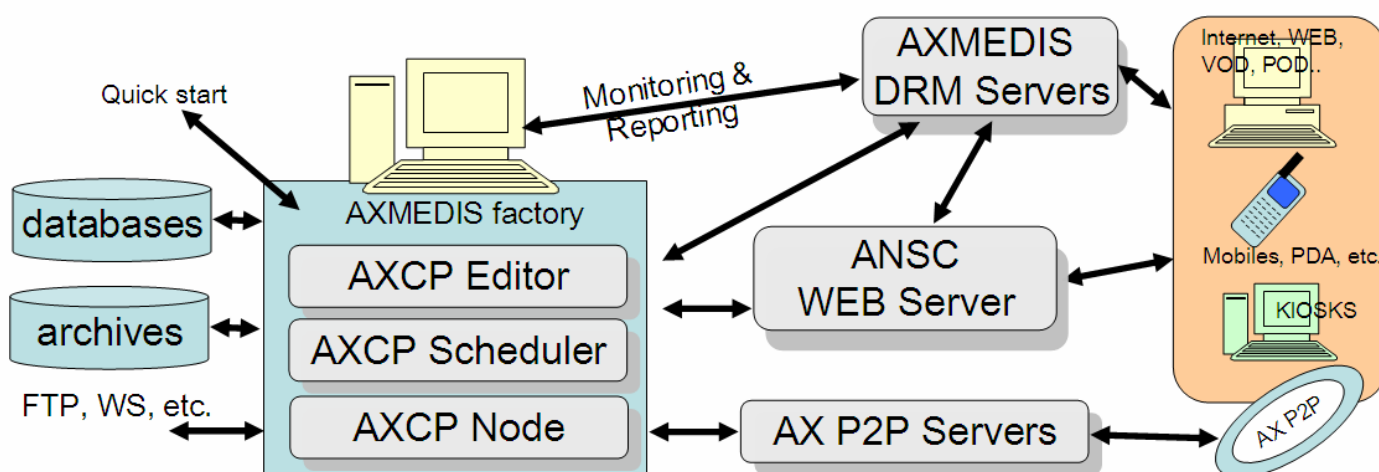 Quick start
Monitoring &
Reporting
AXMEDIS
DRM Servers
Internet, WEB,
VOD, POD..
databases
AXMEDIS factory
AXCP Editor
ANSC
WEB Server
Mobiles, PDA, etc.
archives
AXCP Scheduler
KIOSKS
FTP, WS, etc.
AXCP Node
AX P2P Servers
AX P2P